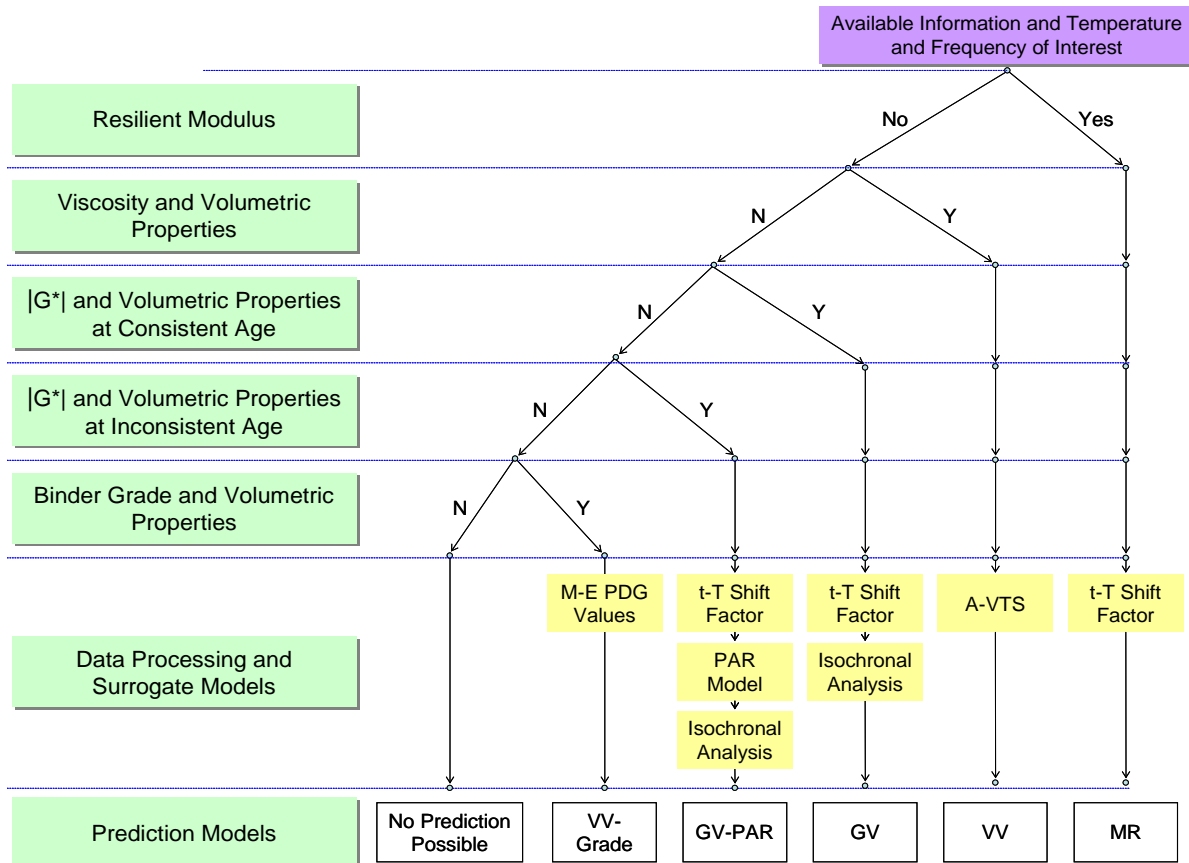 Available Information and Temperature
and Frequency of Interest
Resilient Modulus
No
Yes
Viscosity and Volumetric
Properties
N
Y
|G*| and Volumetric Properties
at Consistent Age
N
Y
|G*| and Volumetric Properties
at Inconsistent Age
N
Y
Binder Grade and Volumetric
Properties
N
Y
Data Processing and
Surrogate Models
M-E PDG
Values
t-T Shift
Factor
PAR
Model
Isochronal
Analysis
t-T Shift
Factor
Isochronal
Analysis
A-VTS
t-T Shift
Factor
Prediction Models
No Prediction
Possible
VV-
Grade
GV-PAR
GV
VV
MR